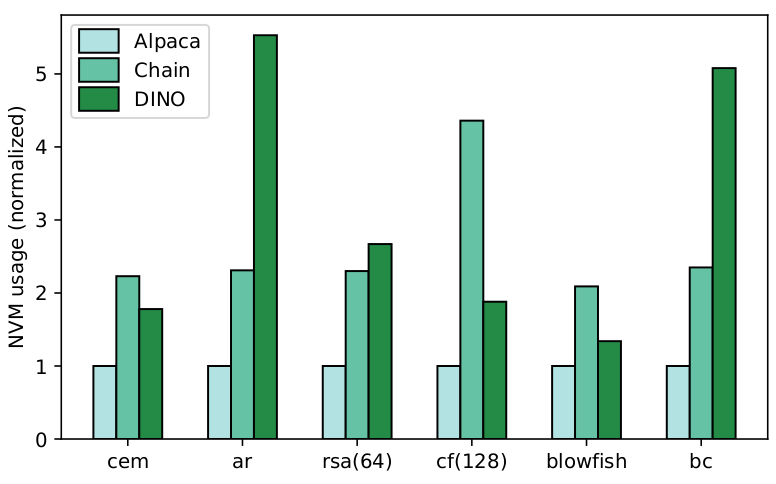 Alpaca
Chain
DINO
NVM usage (normalized)
5
4
3
2
1
0
cem ar rsa(64) cf(128) blowfish bc